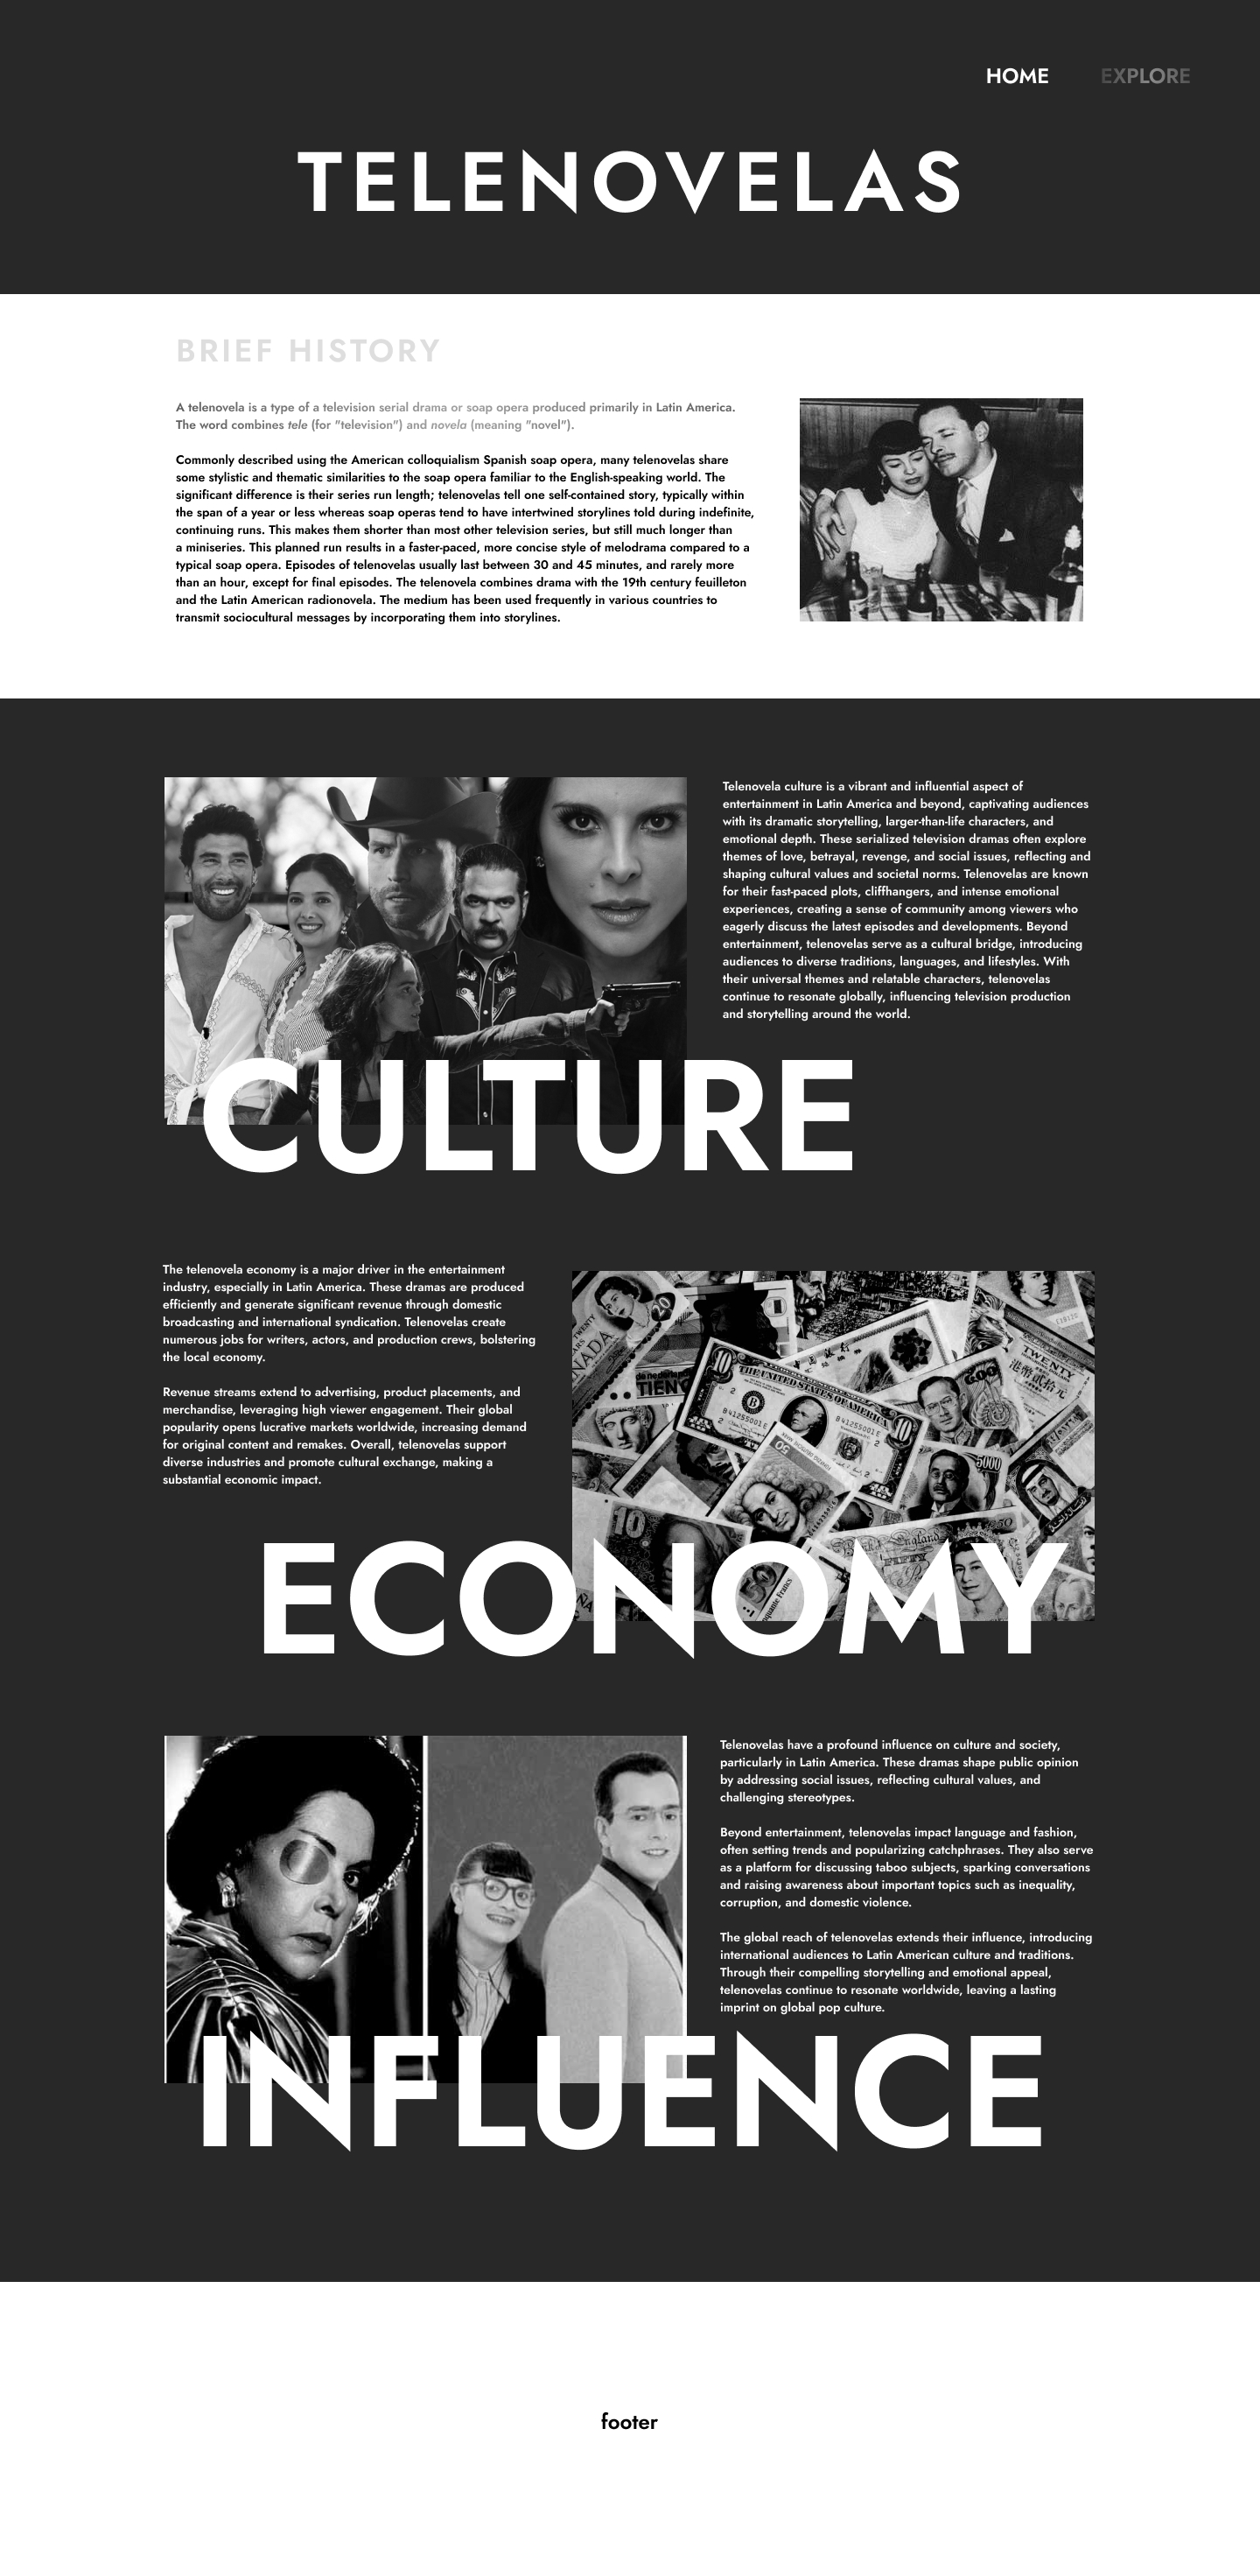 HOME EXPLORE
TELENOVELAS
BRIEF HISTORY
A telenovela is a type of a television serial drama or soap opera produced primarily in Latin America.
The word combines tele (for "television") and novela (meaning "novel").
Commonly described using the American colloquialism Spanish soap opera, many telenovelas share
some stylistic and thematic similarities to the soap opera familiar to the English-speaking world. The
significant difference is their series run length; telenovelas tell one self-contained story, typically within
the span of a year or less whereas soap operas tend to have intertwined storylines told during indefinite,
continuing runs. This makes them shorter than most other television series, but still much longer than
a miniseries. This planned run results in a faster-paced, more concise style of melodrama compared to a
typical soap opera. Episodes of telenovelas usually last between 30 and 45 minutes, and rarely more
than an hour, except for final episodes. The telenovela combines drama with the 19th century feuilleton
and the Latin American radionovela. The medium has been used frequently in various countries to
transmit sociocultural messages by incorporating them into storylines.
Telenovela culture is a vibrant and influential aspect of
entertainment in Latin America and beyond, captivating audiences
with its dramatic storytelling, larger-than-life characters, and
emotional depth. These serialized television dramas often explore
themes of love, betrayal, revenge, and social issues, reflecting and
shaping cultural values and societal norms. Telenovelas are known
for their fast-paced plots, cliffhangers, and intense emotional
experiences, creating a sense of community among viewers who
eagerly discuss the latest episodes and developments. Beyond
entertainment, telenovelas serve as a cultural bridge, introducing
audiences to diverse traditions, languages, and lifestyles. With
their universal themes and relatable characters, telenovelas
continue to resonate globally, influencing television production
and storytelling around the world.
CULTURE
The telenovela economy is a major driver in the entertainment
industry, especially in Latin America. These dramas are produced
efficiently and generate significant revenue through domestic
broadcasting and international syndication. Telenovelas create
numerous jobs for writers, actors, and production crews, bolstering
the local economy.
Revenue streams extend to advertising, product placements, and
merchandise, leveraging high viewer engagement. Their global
popularity opens lucrative markets worldwide, increasing demand
for original content and remakes. Overall, telenovelas support
diverse industries and promote cultural exchange, making a
substantial economic impact.
20
NADA
TIEN
10
THE UNITED STATES OF AMERICA
B41255001E
B41255001E
10
TWENTY
5000
50
10
England
FIFTY
50
50
ECONOMY
Telenovelas have a profound influence on culture and society,
particularly in Latin America. These dramas shape public opinion
by addressing social issues, reflecting cultural values, and
challenging stereotypes.
Beyond entertainment, telenovelas impact language and fashion,
often setting trends and popularizing catchphrases. They also serve
as a platform for discussing taboo subjects, sparking conversations
and raising awareness about important topics such as inequality,
corruption, and domestic violence.
The global reach of telenovelas extends their influence, introducing
international audiences to Latin American culture and traditions.
Through their compelling storytelling and emotional appeal,
telenovelas continue to resonate worldwide, leaving a lasting
imprint on global pop culture.
INFLUENCE
footer